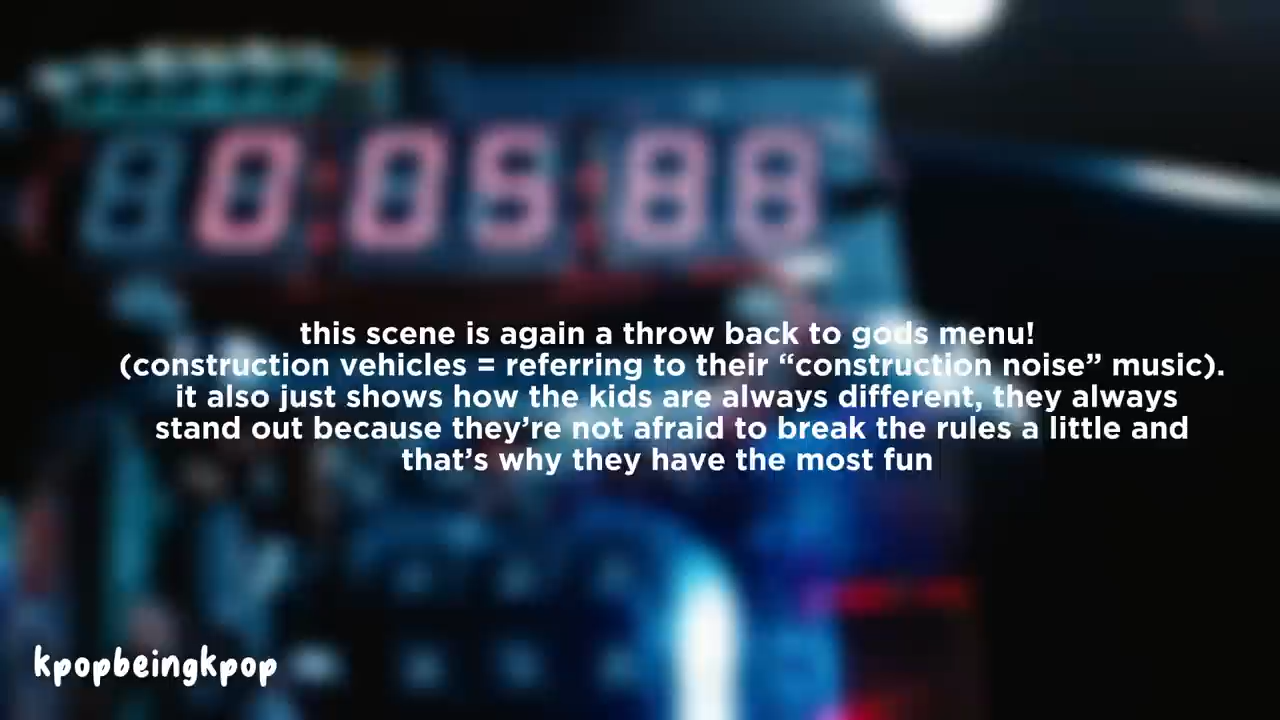 8 0:05:88
this scene is again a throw back to gods menu!
(construction vehicles = referring to their “construction noise” music).
it also just shows how the kids are always different, they always
stand out because they’re not afraid to break the rules a little and
that’s why they have the most fun
kpopbeingkpop